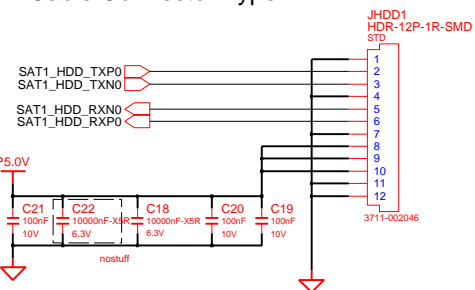 JHDD1
HDR-12P-1R-SMD
STD
1
SAT1_HDD_TXP0 2
SAT1_HDD_TXN0 3
4
SAT1_HDD_RXN0 5
SAT1_HDD_RXP0 6
7
8
9
10
11
12
P5.0V
3711-002046
C21
100nF
10V
C22
10000nF-X5R
6.3V
C18
10000nF-X5R
6.3V
C20
100nF
10V
C19
100nF
10V
nostuff